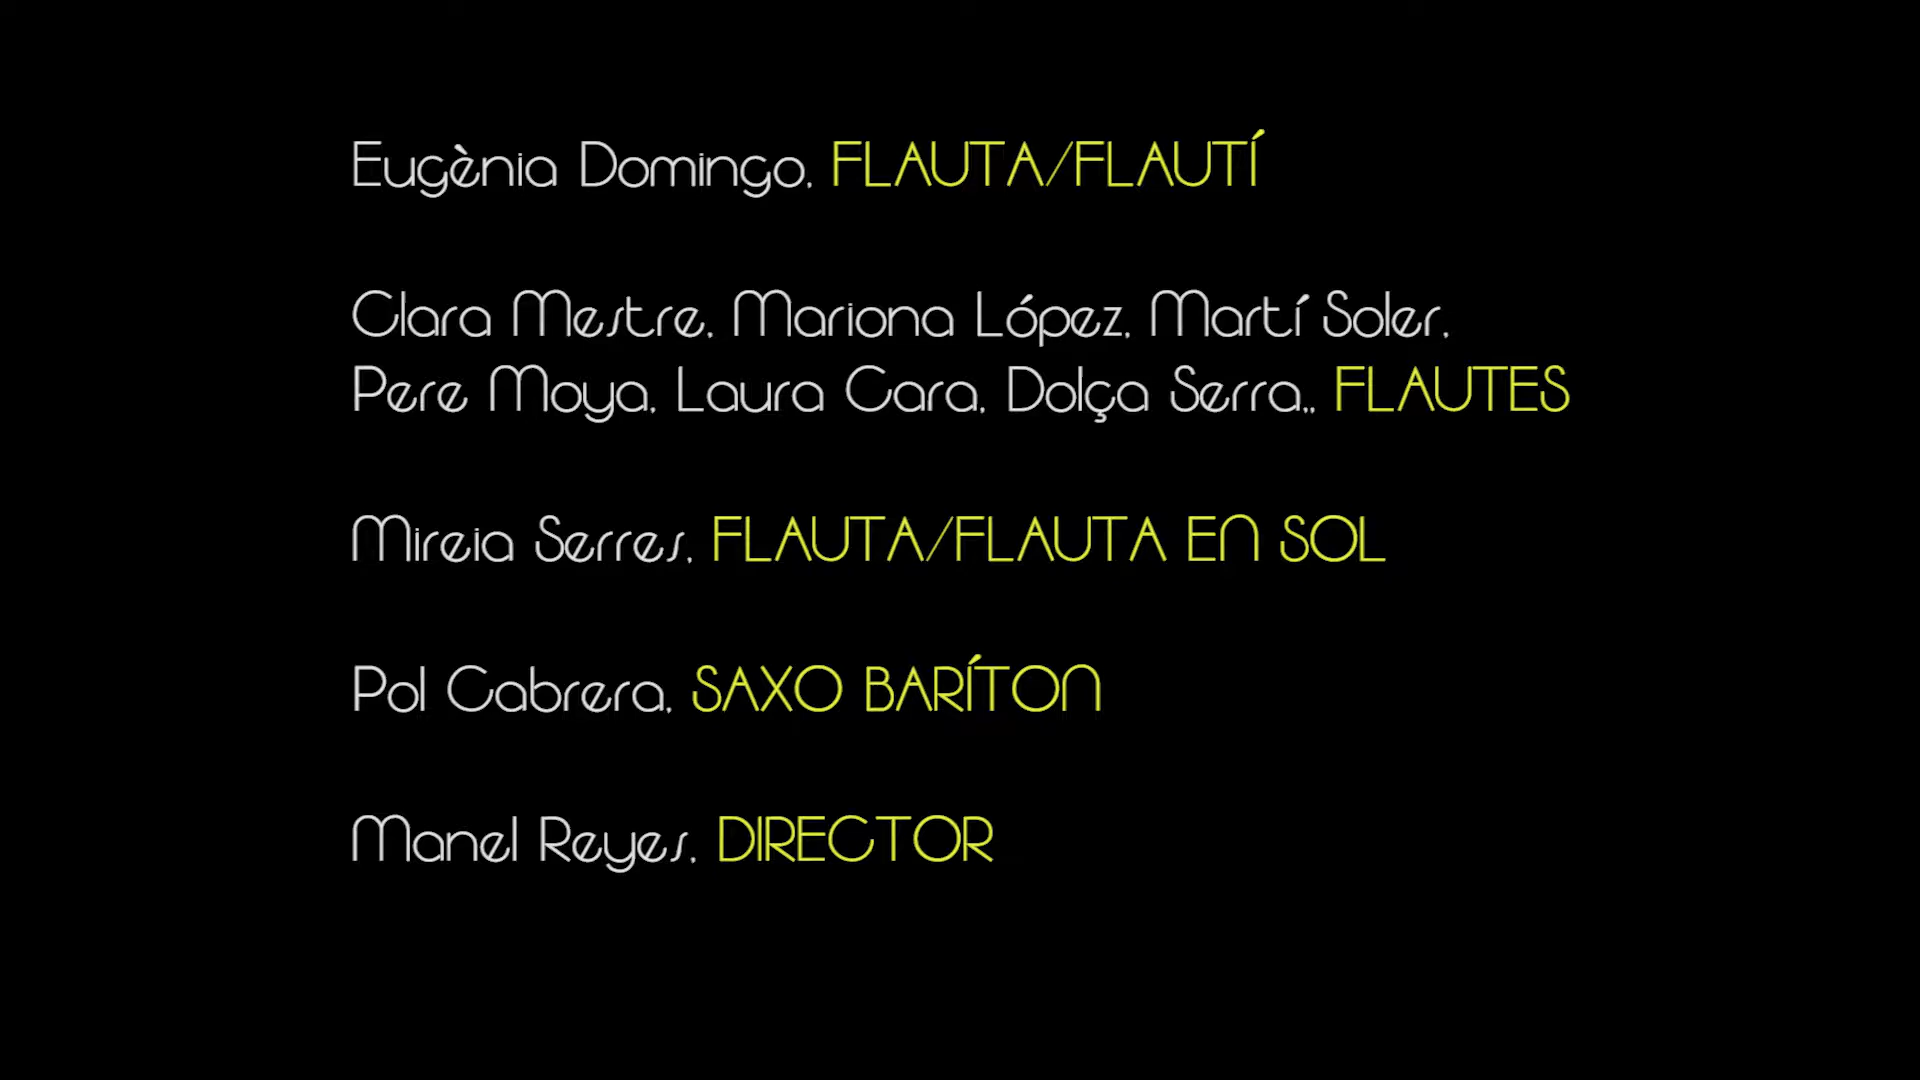 Eugènia Domingo, FLAUTA/FLAUTÍ
Clara Mestre, Mariona López, Martí Soler,
Pere Moya, Laura Cara, Dolça Serra,, FLAUTES
Mireia Serres, FLAUTA/FLAUTA EN SOL
Pol Cabrera, SAXO BARÍTON
Manel Reyes, DIRECTOR